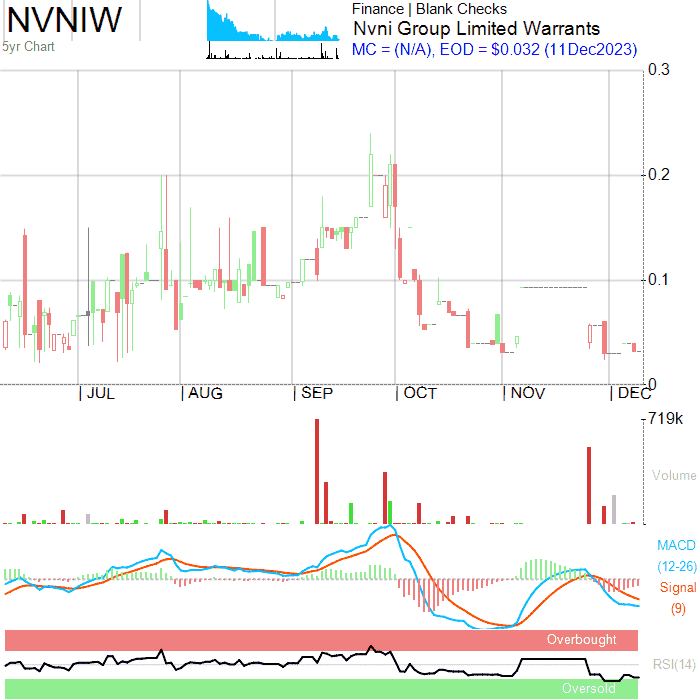 NVNIW
5yr Chart
Finance | Blank Checks
Nvni Group Limited Warrants
MC = (N/A), EOD = $0.032 (11Dec2023)
0.3
0.2
0.1
0
JUL AUG SEP OCT NOV DEC
719k
Volume
MACD
(12-26)
Signal
(9)
Overbought
RSI(14)
Oversold